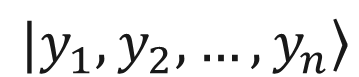 |y₁, y₂, …, yₙ⟩